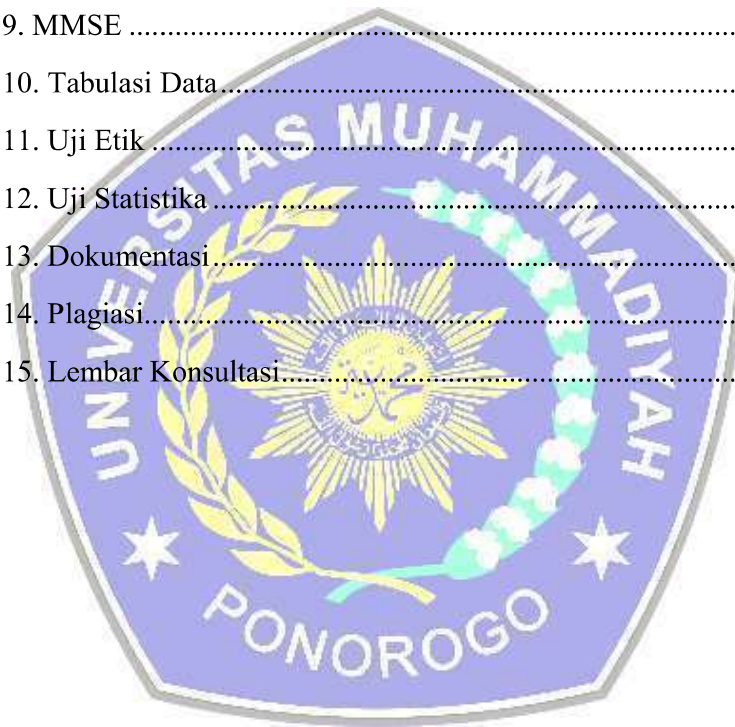 9. MMSE ........................................................................................
10. Tabulasi Data............................................................................
11. Uji Etik .....................................................................................
12. Uji Statistika .............................................................................
13. Dokumentasi.............................................................................
14. Plagiasi......................................................................................
15. Lembar Konsultasi....................................................................
UNIVERSITAS MUHAMMADIYAH
PONOROGO